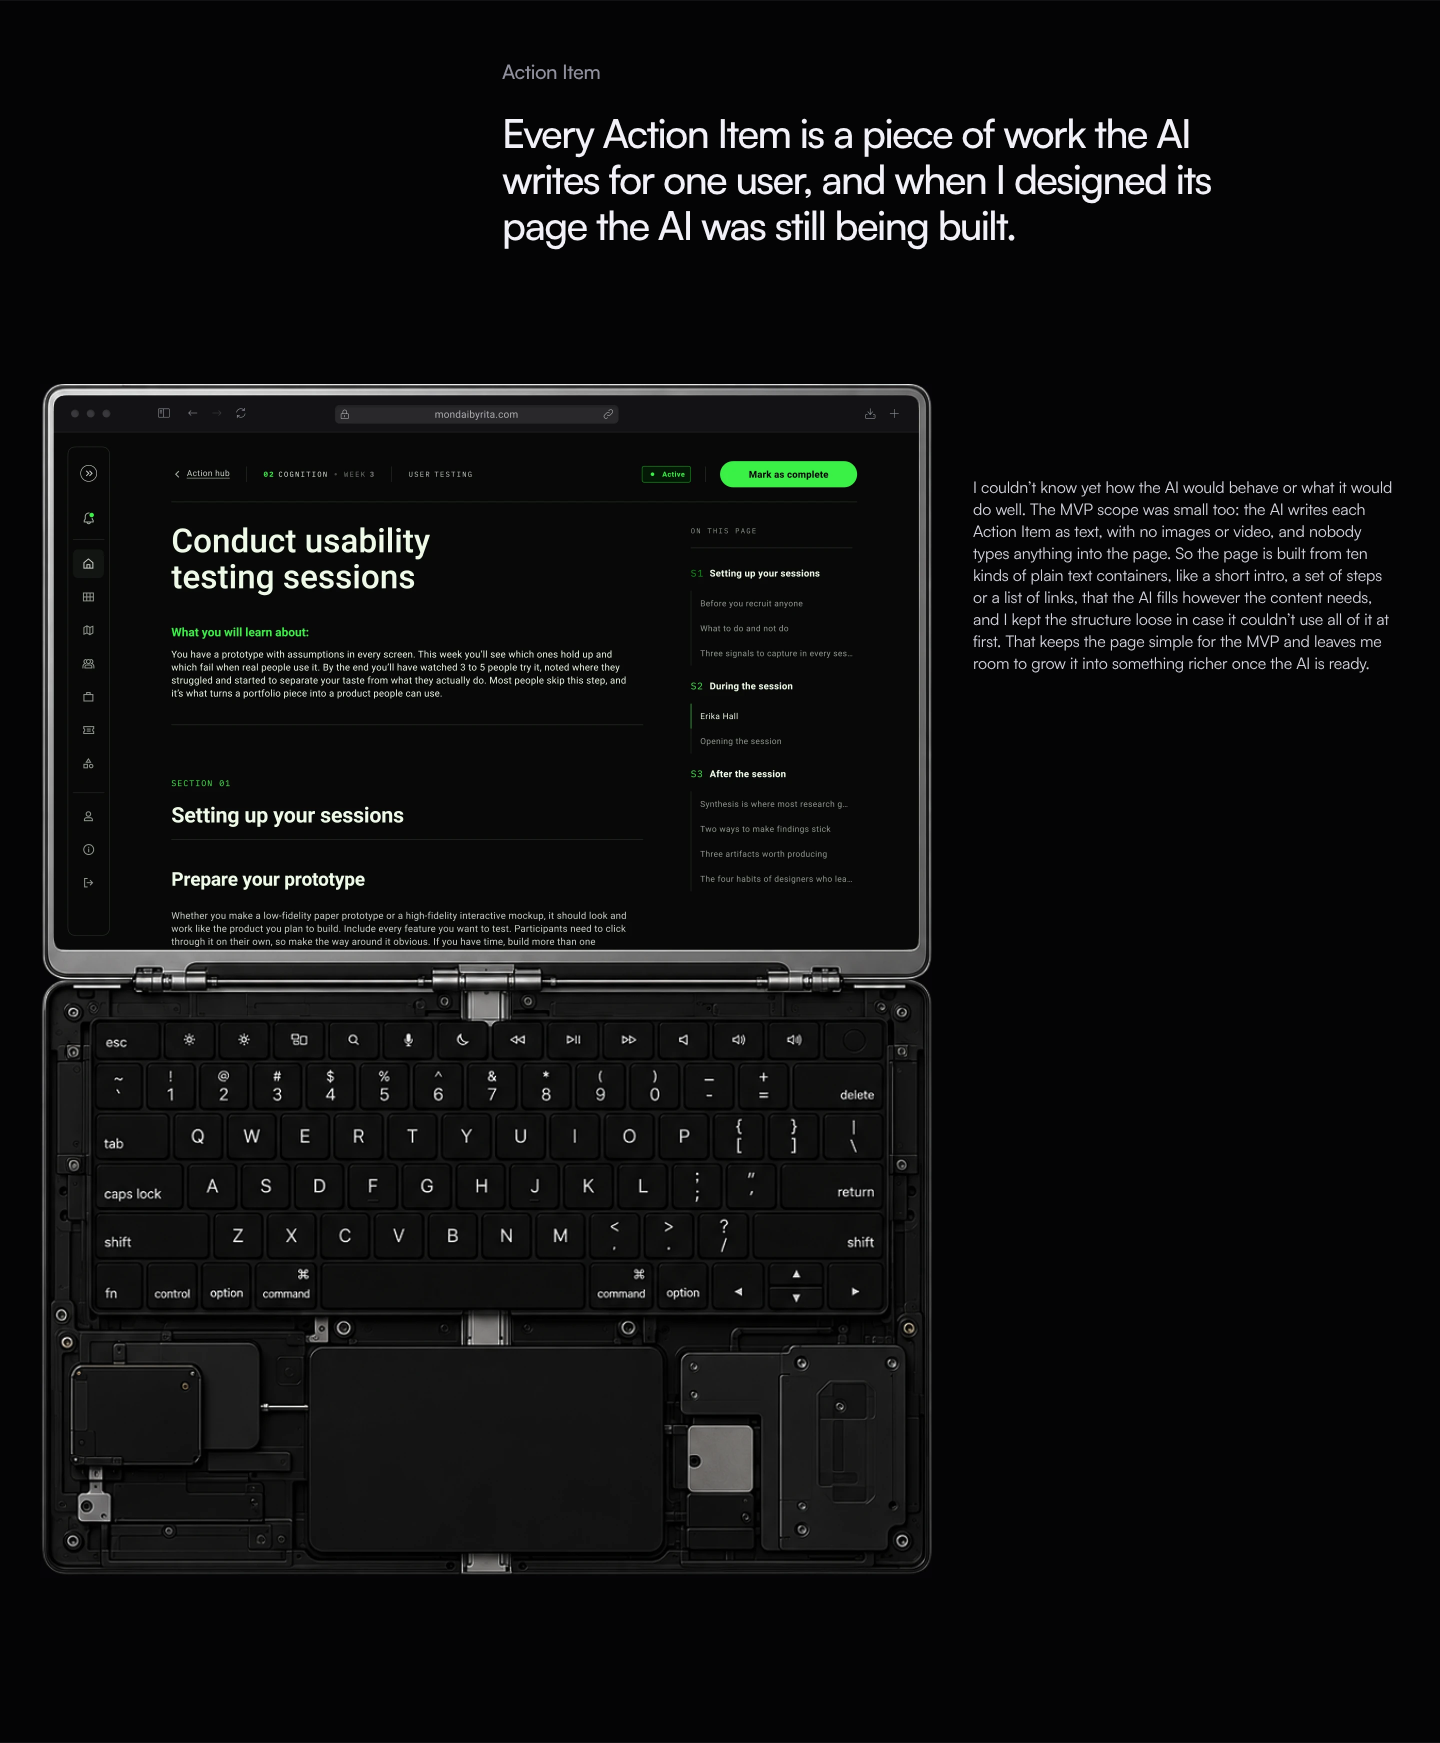 Action Item
Every Action Item is a piece of work the AI
writes for one user, and when I designed its
page the AI was still being built.
mondaibyrita.com
Action hub
02 COGNITION • WEEK 3
USER TESTING
Active
Mark as complete
Conduct usability
testing sessions
What you will learn about:
You have a prototype with assumptions in every screen. This week you'll see which ones hold up and
which fail when real people use it. By the end you'll have watched 3 to 5 people try it, noted where they
struggled and started to separate your taste from what they actually do. Most people skip this step, and
it's what turns a portfolio piece into a product people can use.
SECTION 01
Setting up your sessions
Prepare your prototype
Whether you make a low-fidelity paper prototype or a high-fidelity interactive mockup, it should look and
work like the product you plan to build. Include every feature you want to test. Participants need to click
through it on their own, so make the way around it obvious. If you have time, build more than one
ON THIS PAGE
S1 Setting up your sessions
Before you recruit anyone
What to do and not do
Three signals to capture in every ses...
S2 During the session
Erika Hall
Opening the session
S3 After the session
Synthesis is where most research g...
Two ways to make findings stick
Three artifacts worth producing
The four habits of designers who lea...
I couldn't know yet how the AI would behave or what it would
do well. The MVP scope was small too: the AI writes each
Action Item as text, with no images or video, and nobody
types anything into the page. So the page is built from ten
kinds of plain text containers, like a short intro, a set of steps
or a list of links, that the AI fills however the content needs,
and I kept the structure loose in case it couldn't use all of it at
first. That keeps the page simple for the MVP and leaves me
room to grow it into something richer once the AI is ready.
esc
~ ! @ # $ % ^ & * ( ) _ +
` 1 2 3 4 5 6 7 8 9 0 - = delete
tab Q W E R T Y U I O P { [ } ] | \
caps lock A S D F G H J K L : ; " ' return
shift Z X C V B N M < , > . ? / shift
fn control option ⌘ command ⌘ command option